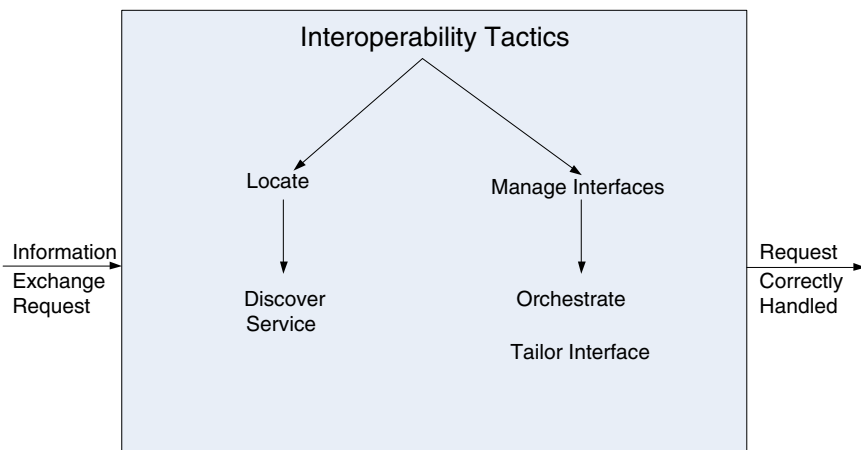 Interoperability Tactics
Locate
Manage Interfaces
Information
Exchange
Request
Discover
Service
Orchestrate
Tailor Interface
Request
Correctly
Handled